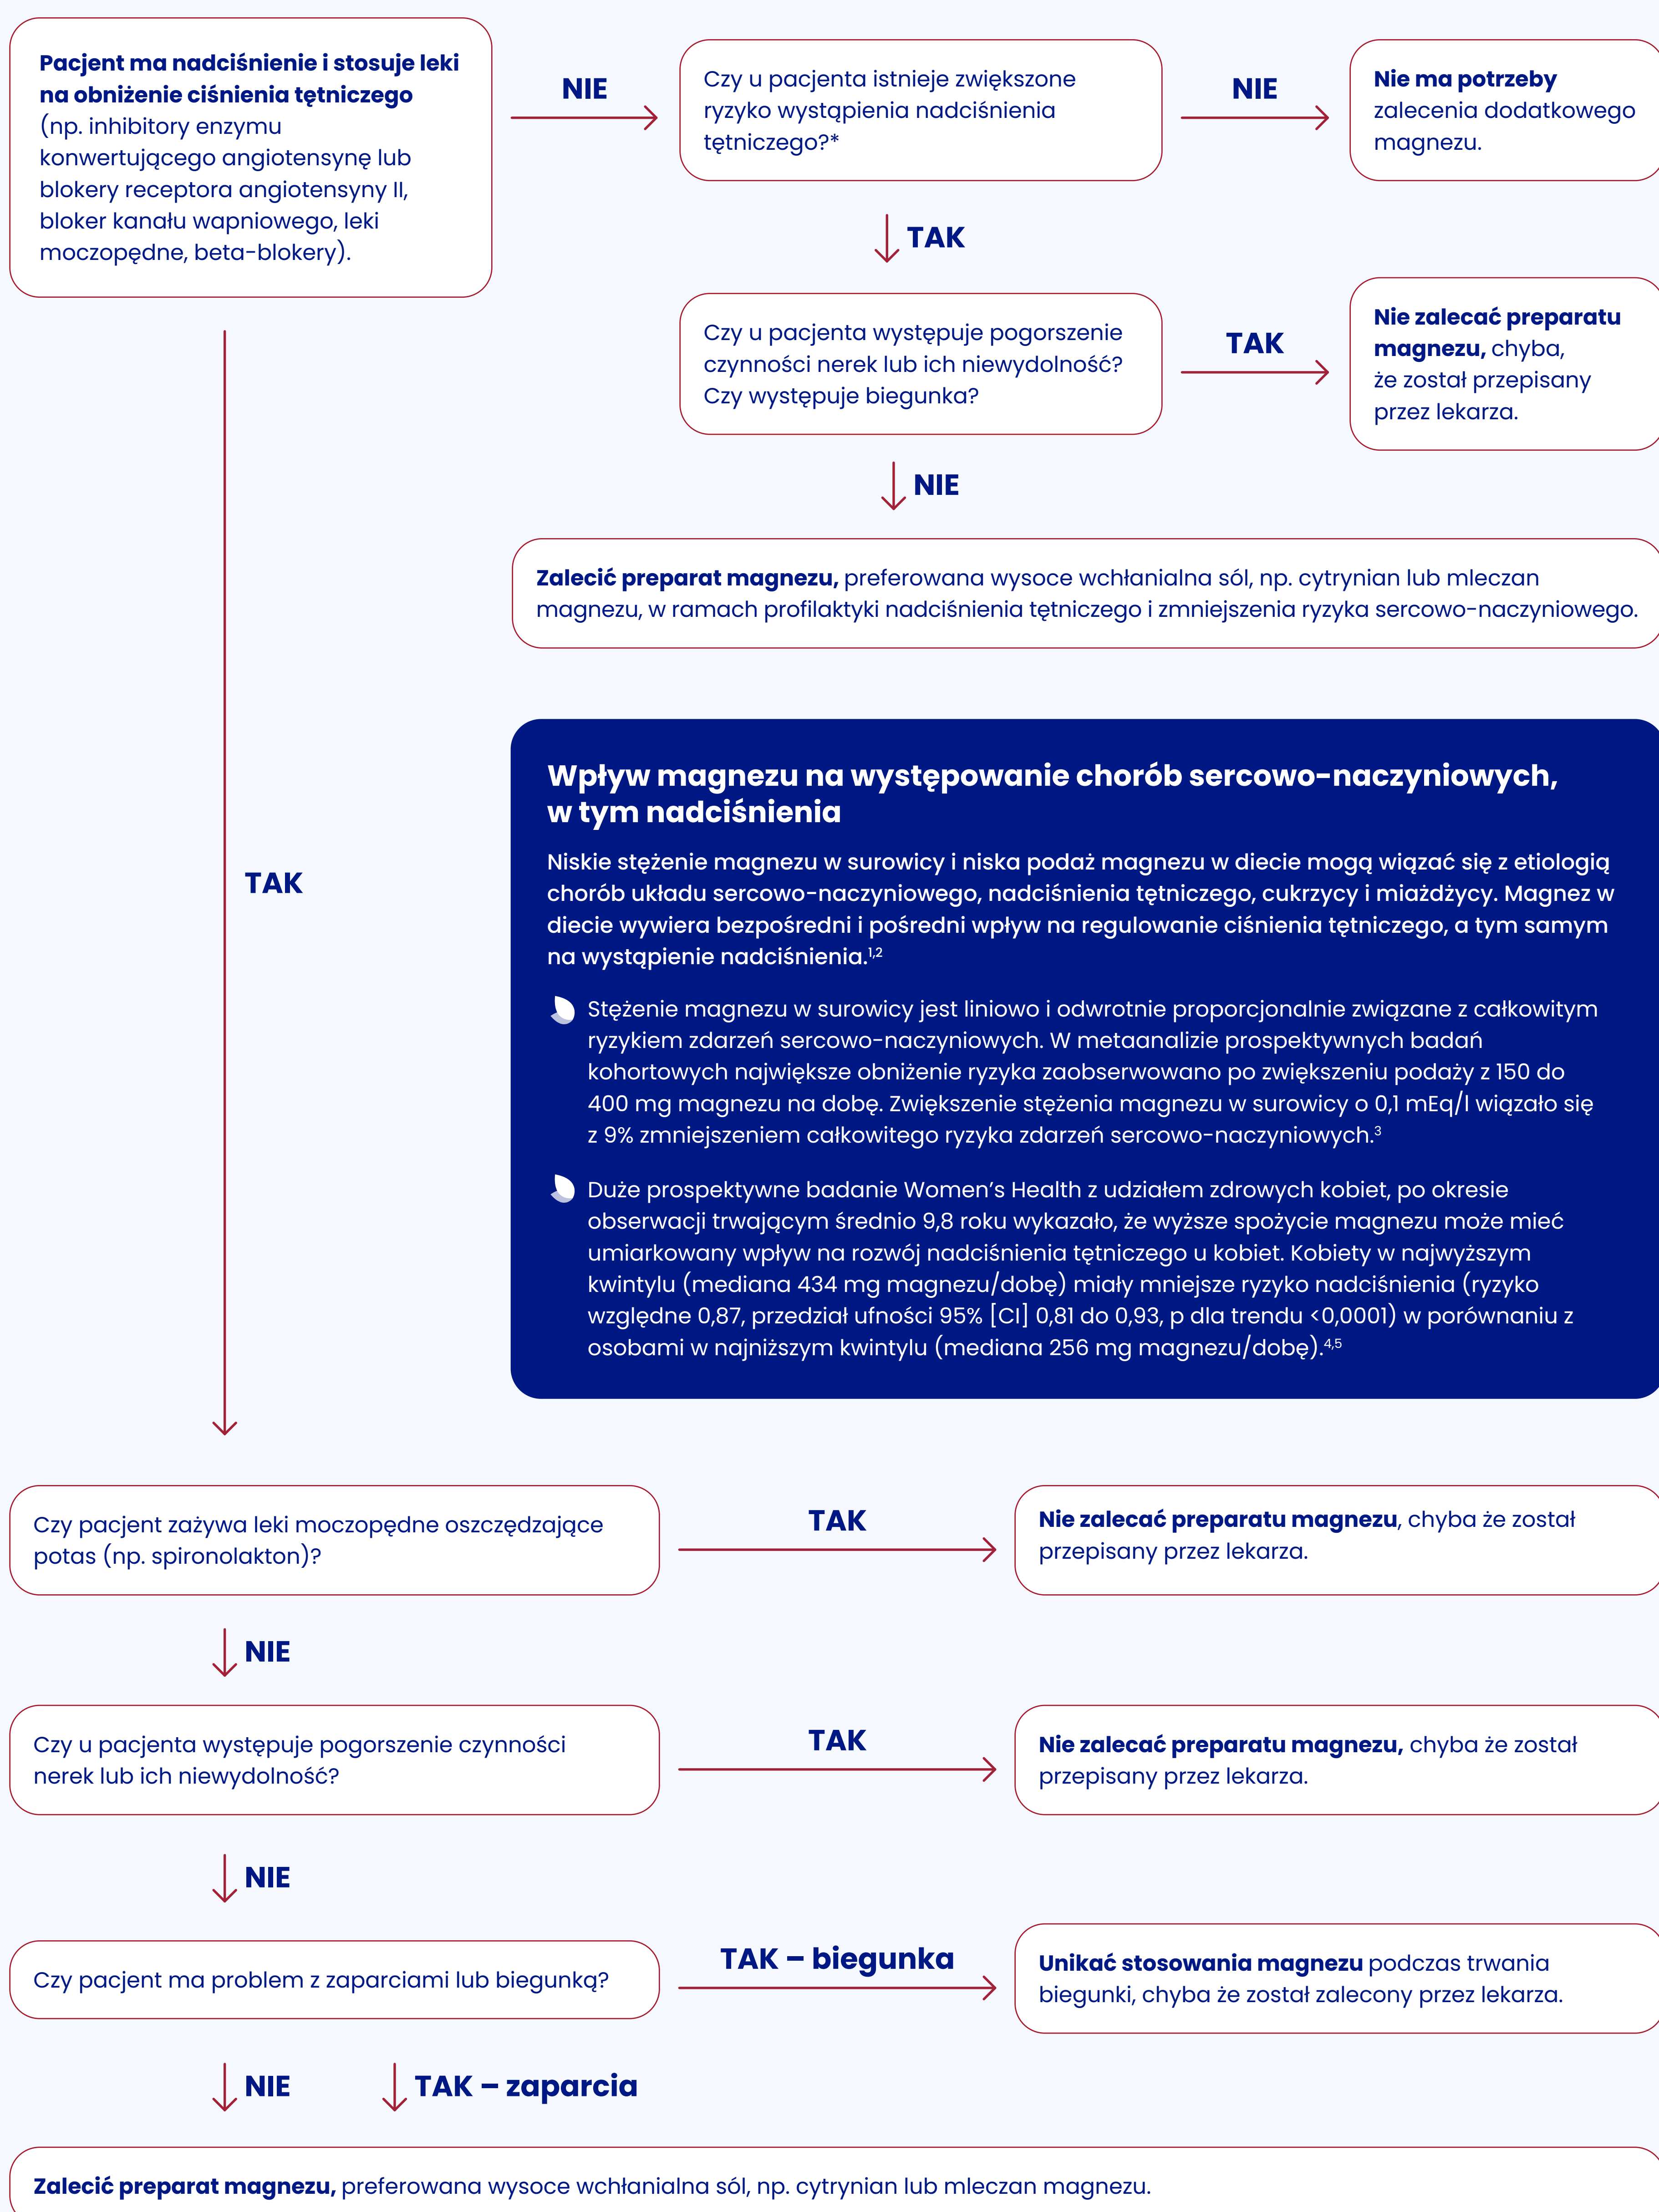 Pacjent ma nadciśnienie i stosuje leki
na obniżenie ciśnienia tętniczego
(np. inhibitory enzymu
konwertującego angiotensynę lub
blokery receptora angiotensyny II,
bloker kanału wapniowego, leki
moczopędne, beta-blokery).
NIE
Czy u pacjenta istnieje zwiększone
ryzyko wystąpienia nadciśnienia
tętniczego?*
NIE
Nie ma potrzeby
zalecenia dodatkowego
magnezu.
TAK
Czy u pacjenta występuje pogorszenie
czynności nerek lub ich niewydolność?
Czy występuje biegunka?
TAK
Nie zalecać preparatu
magnezu, chyba,
że został przepisany
przez lekarza.
NIE
Zalecić preparat magnezu, preferowana wysoce wchłanialna sól, np. cytrynian lub mleczan
magnezu, w ramach profilaktyki nadciśnienia tętniczego i zmniejszenia ryzyka sercowo-naczyniowego.
Wpływ magnezu na występowanie chorób sercowo-naczyniowych,
w tym nadciśnienia
Niskie stężenie magnezu w surowicy i niska podaż magnezu w diecie mogą wiązać się z etiologią
chorób układu sercowo-naczyniowego, nadciśnienia tętniczego, cukrzycy i miażdżycy. Magnez w
diecie wywiera bezpośredni i pośredni wpływ na regulowanie ciśnienia tętniczego, a tym samym
na wystąpienie nadciśnienia.1,2
Stężenie magnezu w surowicy jest liniowo i odwrotnie proporcjonalnie związane z całkowitym
ryzykiem zdarzeń sercowo-naczyniowych. W metaanalizie prospektywnych badań
kohortowych największe obniżenie ryzyka zaobserwowano po zwiększeniu podaży z 150 do
400 mg magnezu na dobę. Zwiększenie stężenia magnezu w surowicy o 0,1 mEq/l wiązało się
z 9% zmniejszeniem całkowitego ryzyka zdarzeń sercowo-naczyniowych.3
Duże prospektywne badanie Women’s Health z udziałem zdrowych kobiet, po okresie
obserwacji trwającym średnio 9,8 roku wykazało, że wyższe spożycie magnezu może mieć
umiarkowany wpływ na rozwój nadciśnienia tętniczego u kobiet. Kobiety w najwyższym
kwintylu (mediana 434 mg magnezu/dobę) miały mniejsze ryzyko nadciśnienia (ryzyko
względne 0,87, przedział ufności 95% [CI] 0,81 do 0,93, p dla trendu <0,0001) w porównaniu z
osobami w najniższym kwintylu (mediana 256 mg magnezu/dobę).4,5
TAK
Czy pacjent zażywa leki moczopędne oszczędzające
potas (np. spironolakton)?
TAK
Nie zalecać preparatu magnezu, chyba że został
przepisany przez lekarza.
NIE
Czy u pacjenta występuje pogorszenie czynności
nerek lub ich niewydolność?
TAK
Nie zalecać preparatu magnezu, chyba że został
przepisany przez lekarza.
NIE
Czy pacjent ma problem z zaparciami lub biegunką?
TAK – biegunka
Unikać stosowania magnezu podczas trwania
biegunki, chyba że został zalecony przez lekarza.
NIE
TAK – zaparcia
Zalecić preparat magnezu, preferowana wysoce wchłanialna sól, np. cytrynian lub mleczan magnezu.